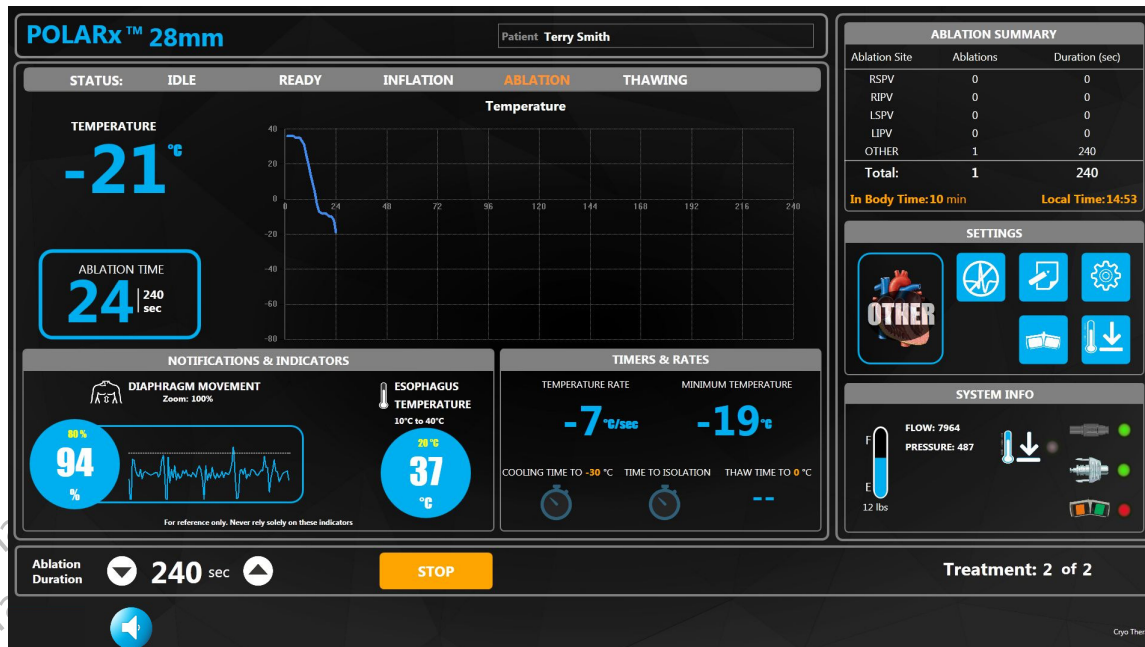 POLARx™ 28mm
Patient Terry Smith
STATUS: IDLE READY INFLATION ABLATION THAWING
Temperature
TEMPERATURE
-21 °C
40
20
0
-20
-40
-60
-80
0 24 48 72 96 120 144 168 192 216 240
ABLATION TIME
24 240 sec
NOTIFICATIONS & INDICATORS
DIAPHRAGM MOVEMENT
Zoom: 100%
80 %
94
%
ESOPHAGUS
TEMPERATURE
10°C to 40°C
20 °C
37
°C
For reference only. Never rely solely on these indicators
TIMERS & RATES
TEMPERATURE RATE MINIMUM TEMPERATURE
-7 °C/sec -19 °C
COOLING TIME TO -30 °C TIME TO ISOLATION THAW TIME TO 0 °C
--
ABLATION SUMMARY
Ablation Site Ablations Duration (sec)
RSPV 0 0
RIPV 0 0
LSPV 0 0
LIPV 0 0
OTHER 1 240
Total: 1 240
In Body Time:10 min Local Time:14:53
SETTINGS
OTHER
SYSTEM INFO
F
E
12 lbs
FLOW: 7964
PRESSURE: 487
Ablation
Duration
240 sec
STOP
Treatment: 2 of 2
Cryo Ther